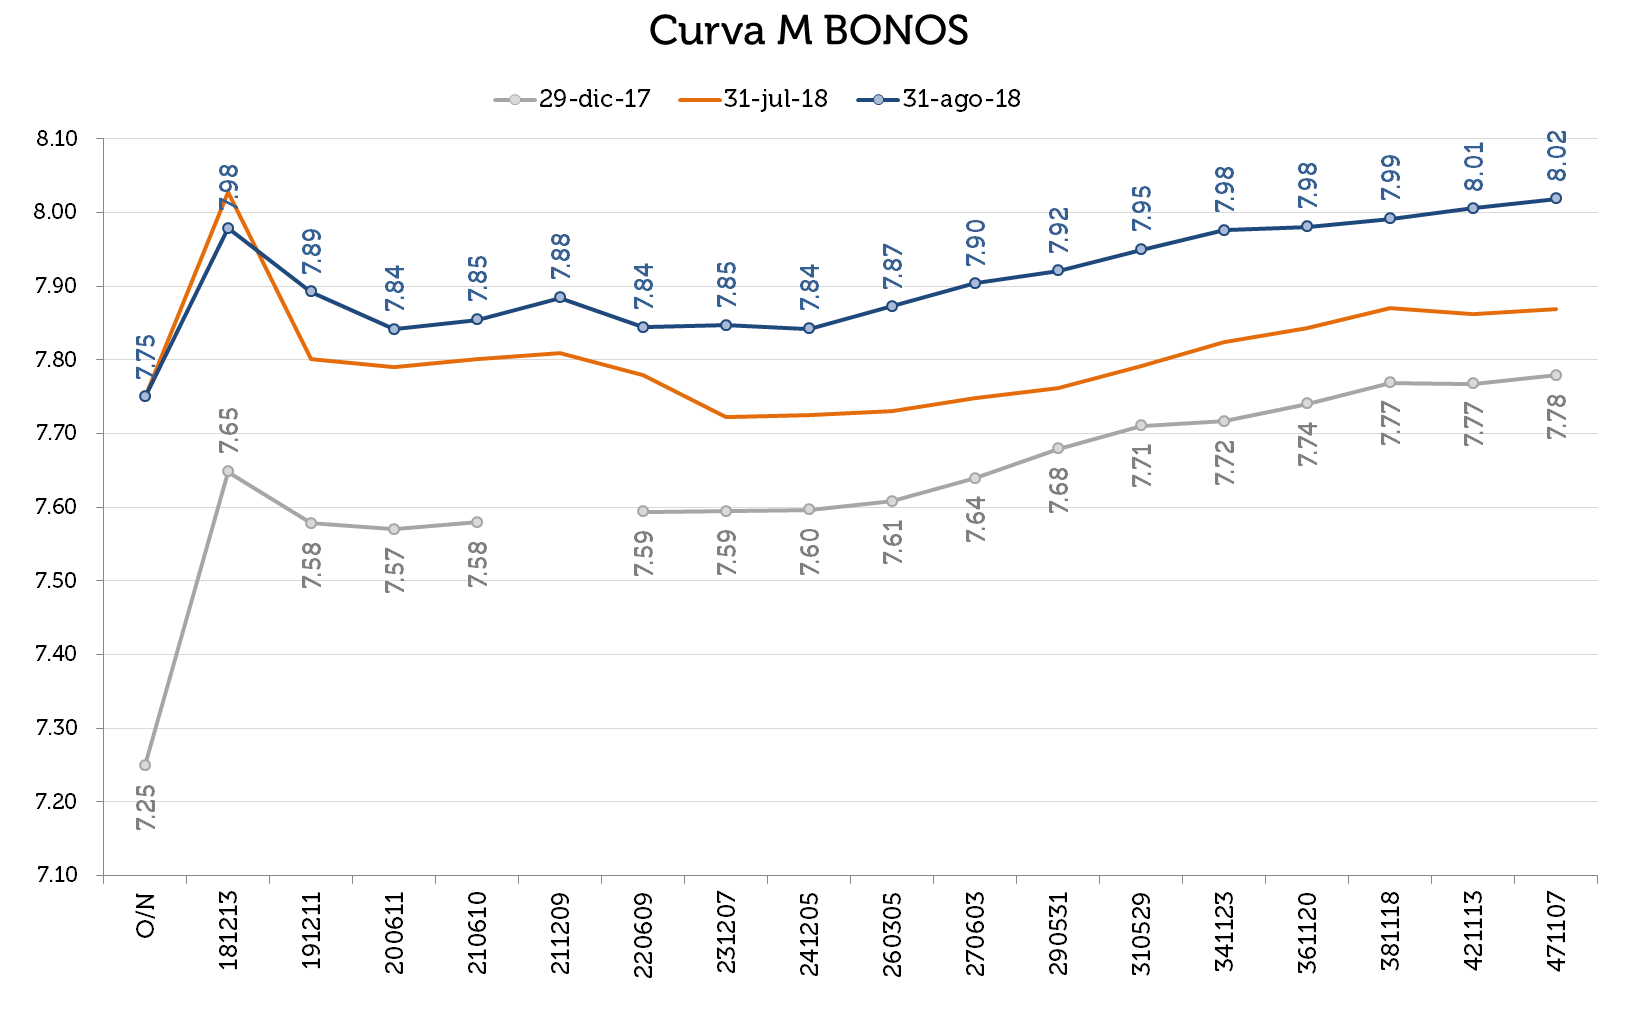 Curva M BONOS
29-dic-17 31-jul-18 31-ago-18
8.10
8.00
7.90
7.80
7.70
7.60
7.50
7.40
7.30
7.20
7.10
7.75 7.98 7.89 7.84 7.85 7.88 7.84 7.85 7.84 7.87 7.90 7.92 7.95 7.98 7.98 7.99 8.01 8.02
7.25 7.65 7.58 7.57 7.58 7.59 7.59 7.60 7.61 7.64 7.68 7.71 7.72 7.74 7.77 7.77 7.78
O/N 181213 191211 200611 210610 211209 220609 231207 241205 260305 270603 290531 310529 341123 361120 381118 421113 471107